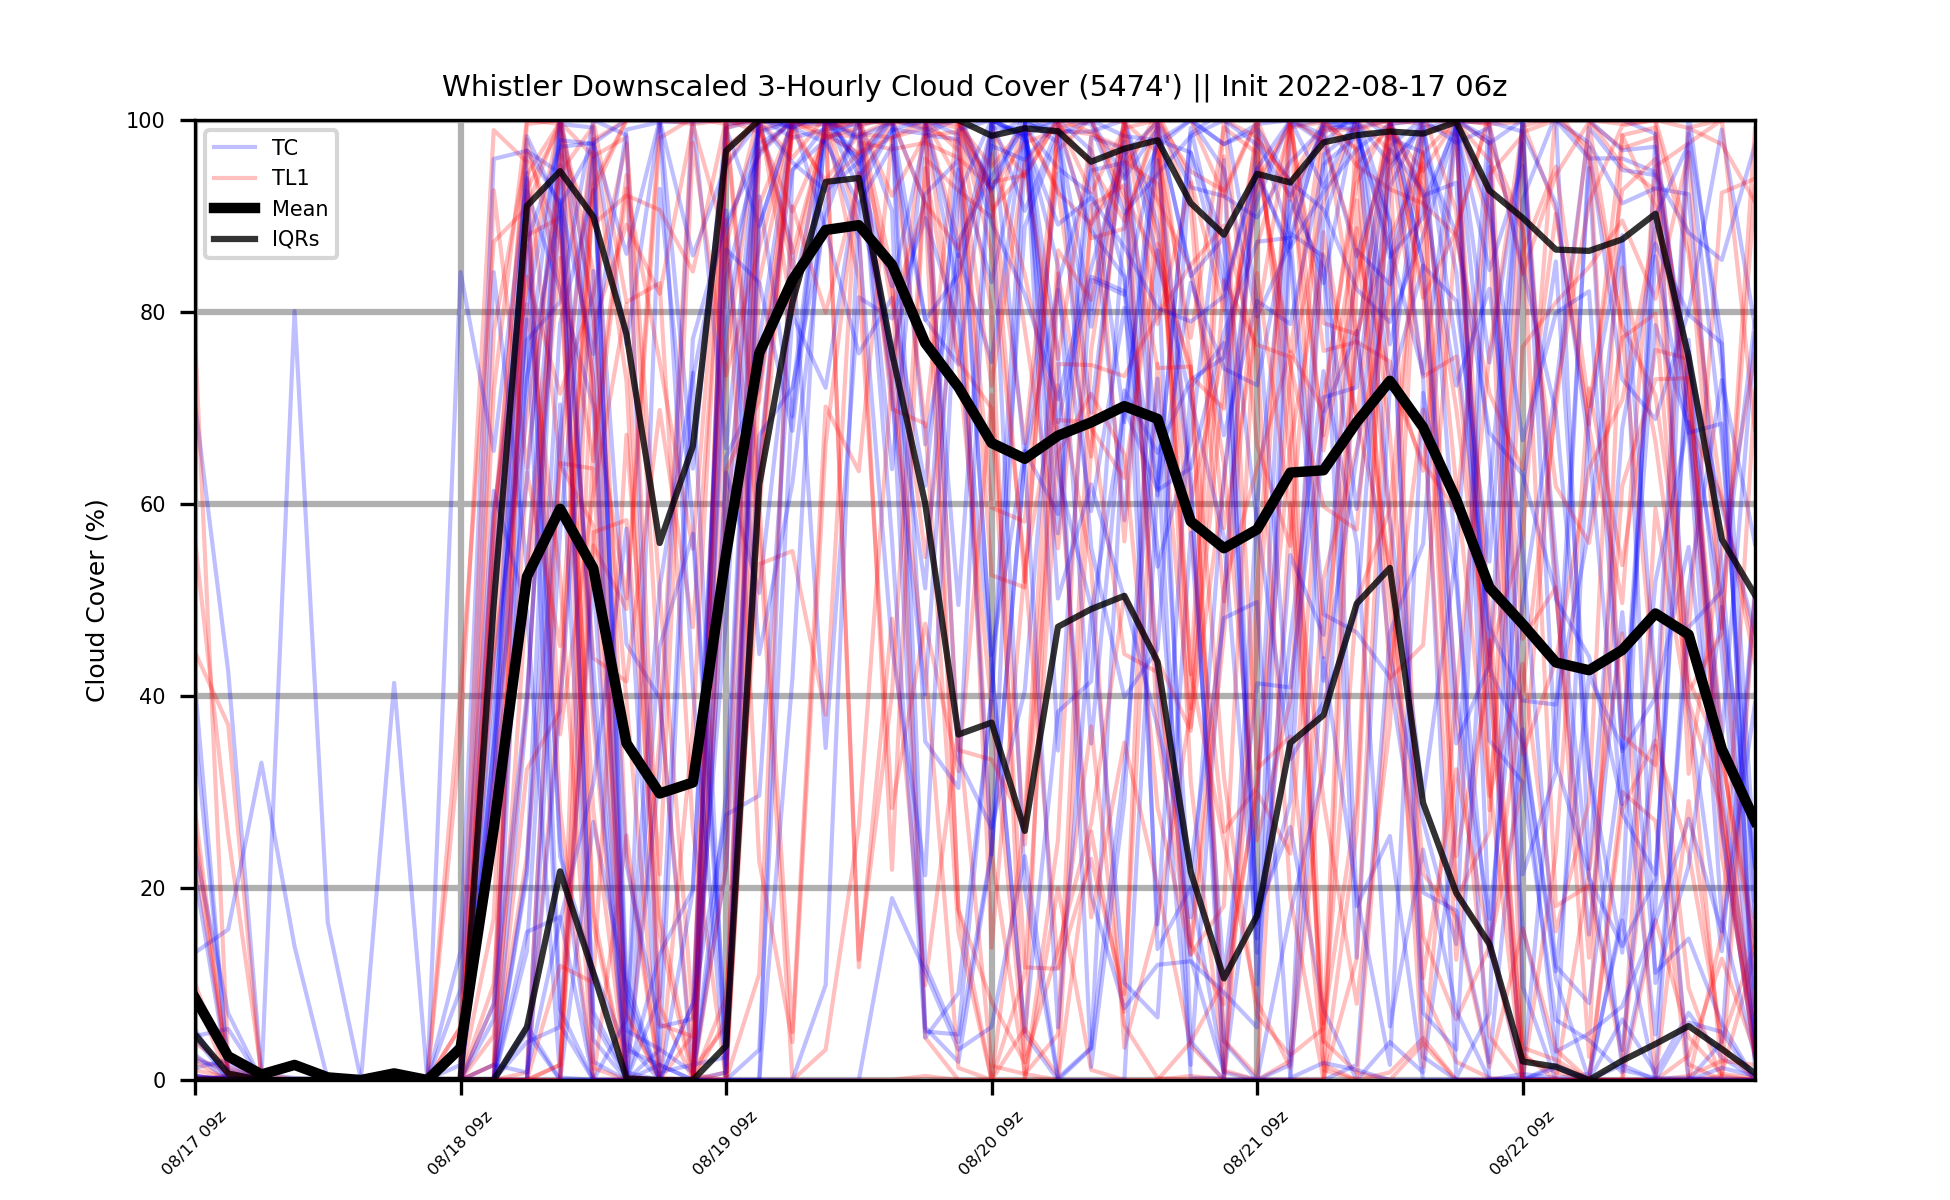 Whistler Downscaled 3-Hourly Cloud Cover (5474') || Init 2022-08-17 06z
100
80
60
40
20
0
Cloud Cover (%)
TC
TL1
Mean
IQRs
08/17 09z
08/18 09z
08/19 09z
08/20 09z
08/21 09z
08/22 09z